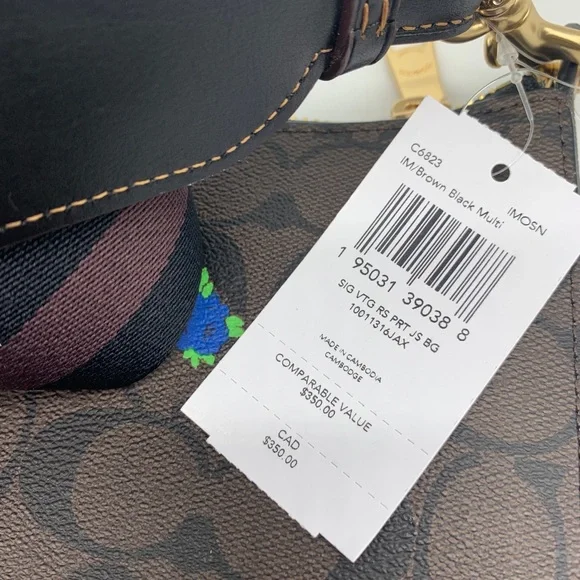 C6823
IM/Brown Black Multi
IMOSN
1 95031 39038 8
SIG VTG RS PRT JS BG
10011316JAX
MADE IN CAMBODIA
CAMBODGE
COMPARABLE VALUE
$350.00
CAD
$350.00